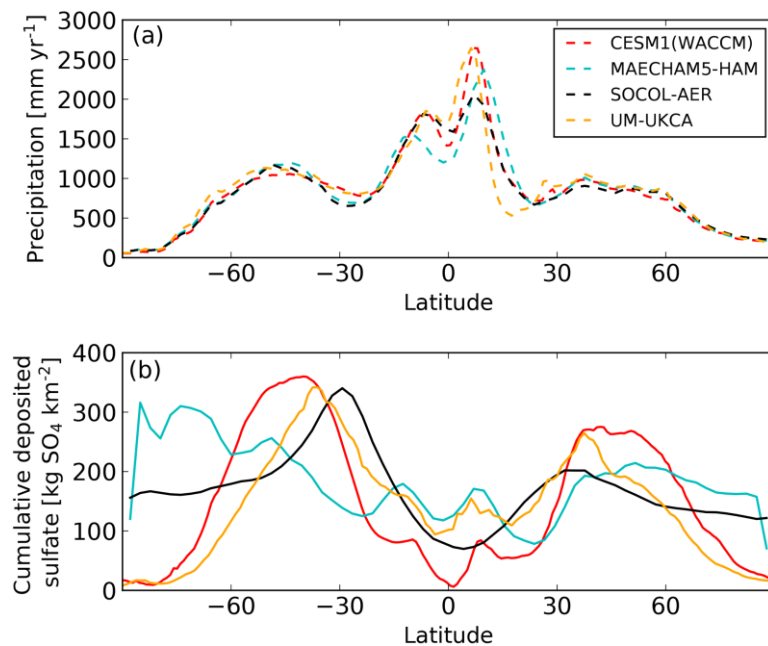 (a)
3000
2500
2000
1500
1000
500
0
Precipitation [mm yr⁻¹]
CESM1(WACCM)
MAECHAM5-HAM
SOCOL-AER
UM-UKCA
−60 −30 0 30 60
Latitude
(b)
400
300
200
100
0
Cumulative deposited
sulfate [kg SO₄ km⁻²]
−60 −30 0 30 60
Latitude